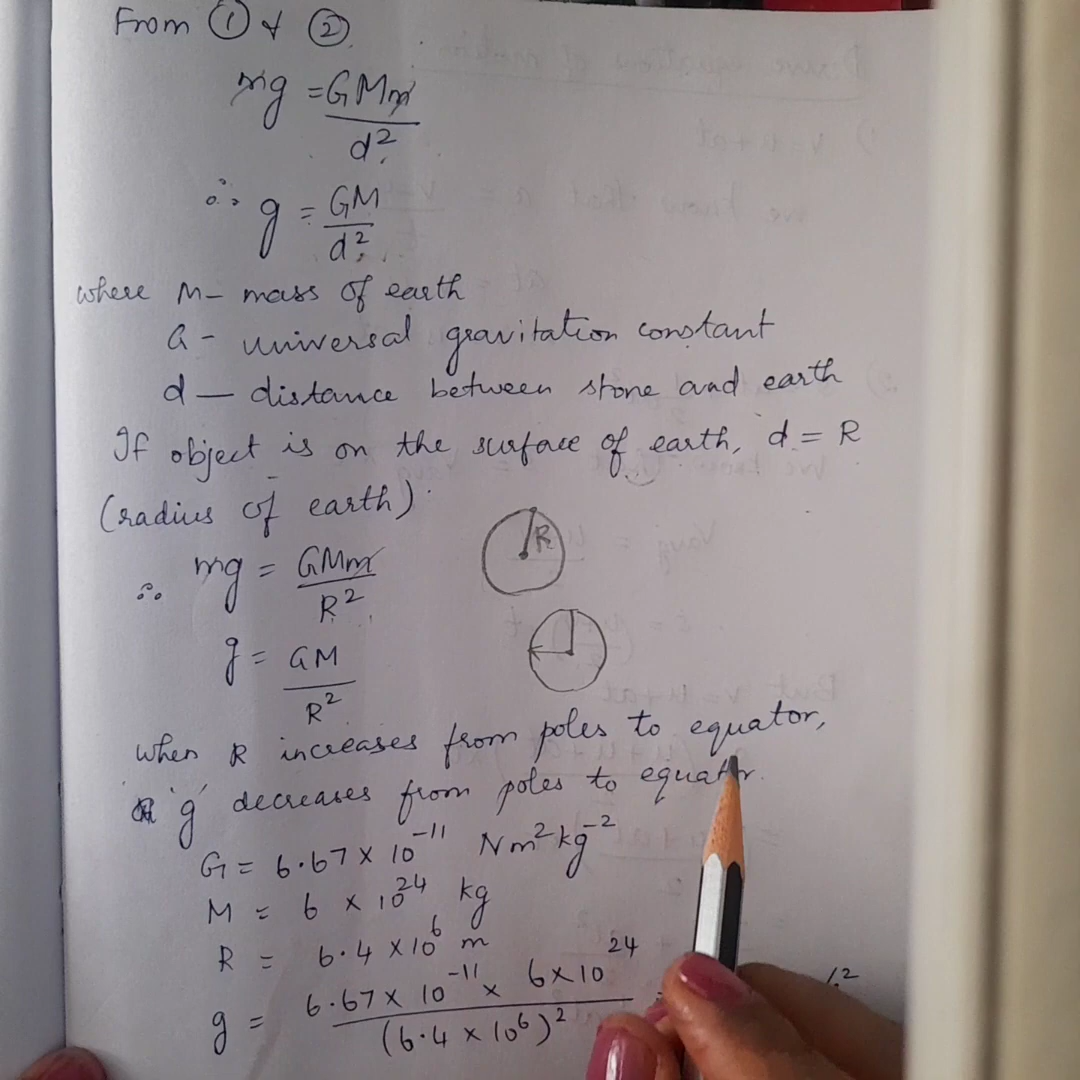 From ① & ②
mg = GMm
d²
∴ g = GM
d²
where M- mass of earth
G - universal gravitation constant
d - distance between stone and earth
If object is on the surface of earth, d = R
(radius of earth)
R
∴ mg = GMm
R²
g = GM
R²
when R increases from poles to equator,
'g' decreases from poles to equator.
G = 6.67 x 10⁻¹¹ Nm² kg⁻²
M = 6 x 10²⁴ kg
R = 6.4 x 10⁶ m
g = 6.67 x 10⁻¹¹ x 6 x 10²⁴
(6.4 x 10⁶)²